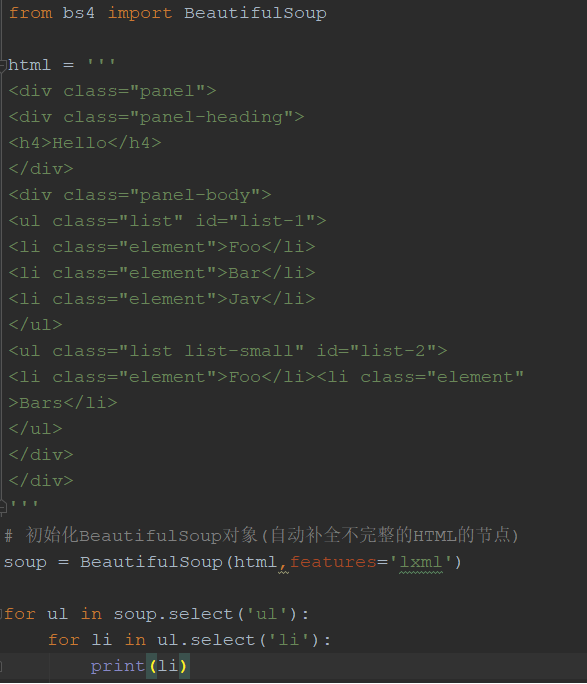 from bs4 import BeautifulSoup
html = '''
<div class="panel">
<div class="panel-heading">
<h4>Hello</h4>
</div>
<div class="panel-body">
<ul class="list" id="list-1">
<li class="element">Foo</li>
<li class="element">Bar</li>
<li class="element">Jav</li>
</ul>
<ul class="list list-small" id="list-2">
<li class="element">Foo</li><li class="element"
>Bars</li>
</ul>
</div>
</div>
'''
# 初始化BeautifulSoup对象(自动补全不完整的HTML的节点)
soup = BeautifulSoup(html,features='lxml')
for ul in soup.select('ul'):
    for li in ul.select('li'):
        print(li)